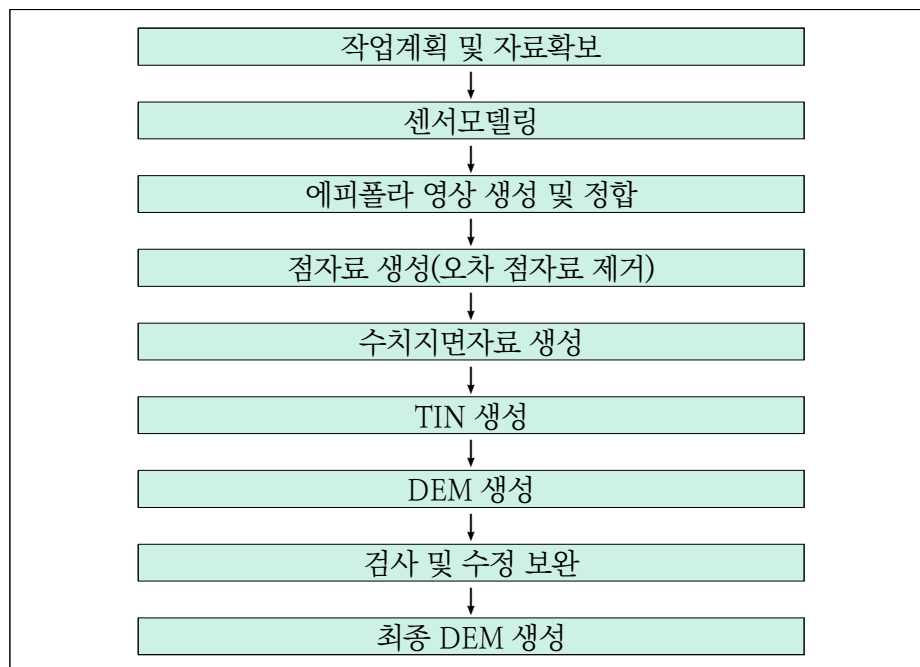 작업계획 및 자료확보
센서모델링
에피폴라 영상 생성 및 정합
점자료 생성(오차 점자료 제거)
수치지면자료 생성
TIN 생성
DEM 생성
검사 및 수정 보완
최종 DEM 생성